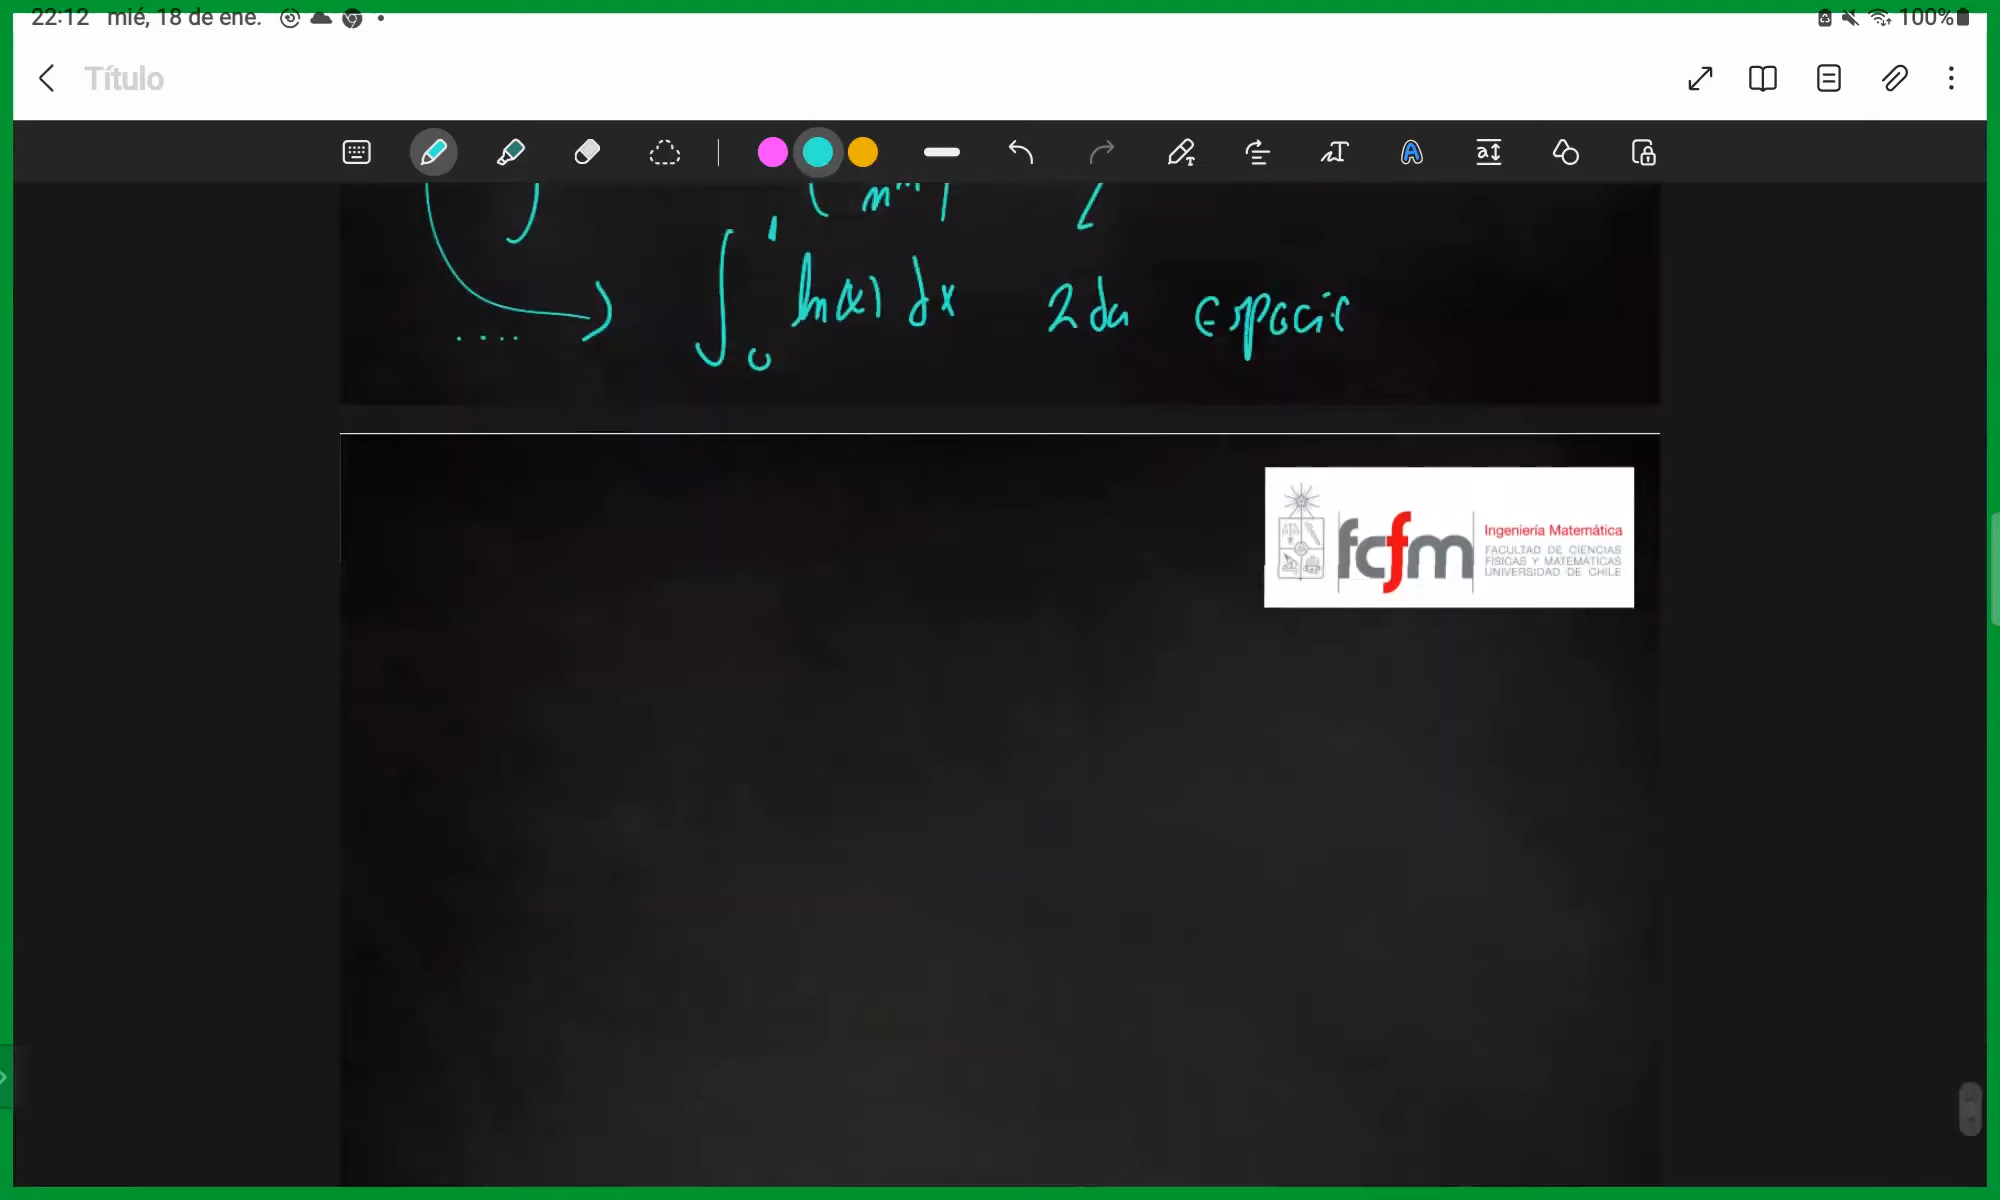 22:12 mié, 18 de ene. 100%
Título
∫₀¹ ln(x) dx 2da especie
....
fcfm
Ingeniería Matemática
FACULTAD DE CIENCIAS
FÍSICAS Y MATEMÁTICAS
UNIVERSIDAD DE CHILE